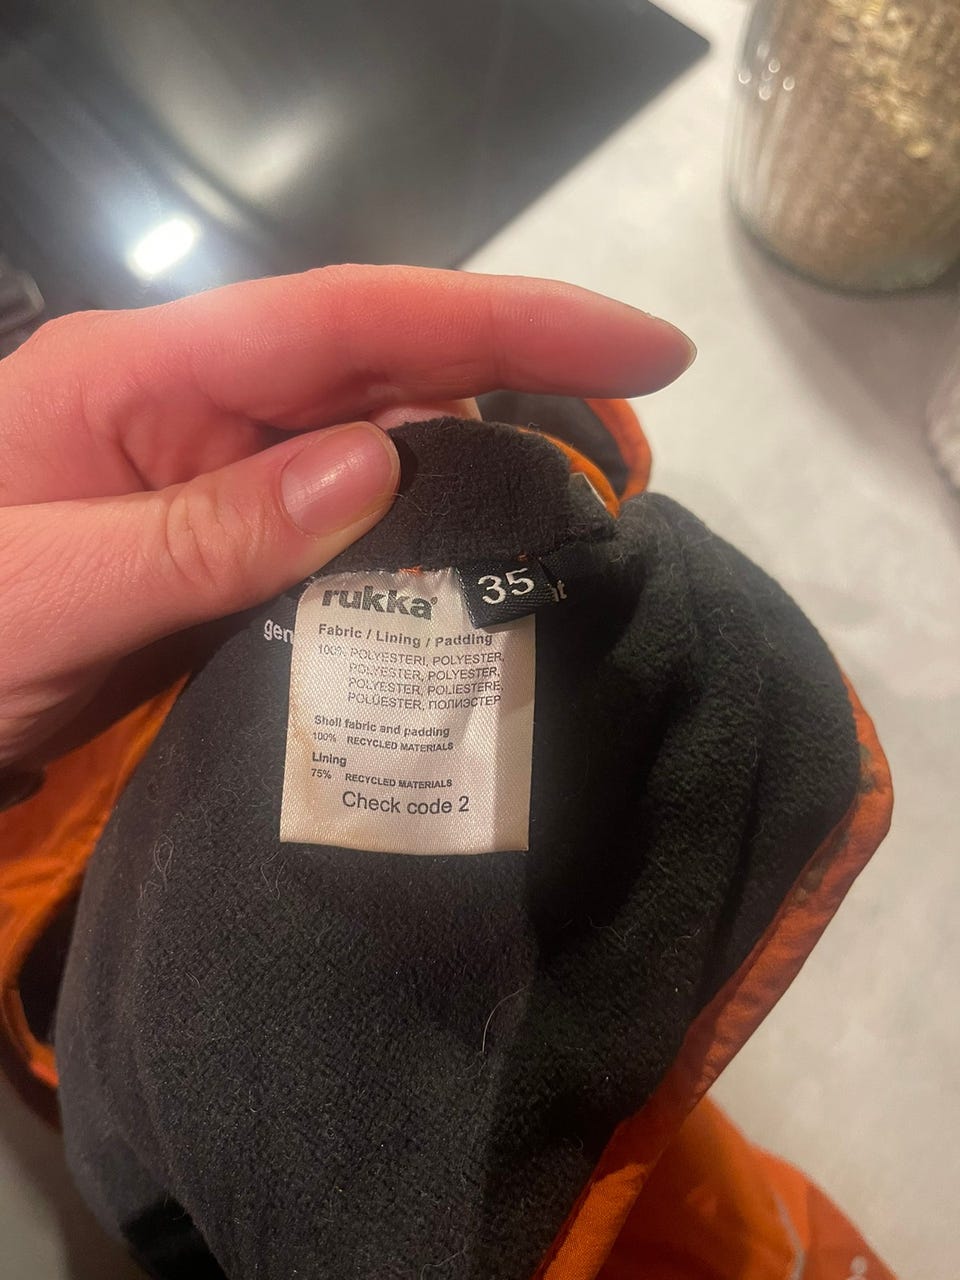 rukka
35
gen
Fabric / Lining / Padding
100% POLYESTERI, POLYESTER,
POLYESTER, POLYESTER,
POLYESTER, POLIESTERE,
POLÜESTER, ПОЛИЭСТЕР
Shell fabric and padding
100% RECYCLED MATERIALS
Lining
75% RECYCLED MATERIALS
Check code 2